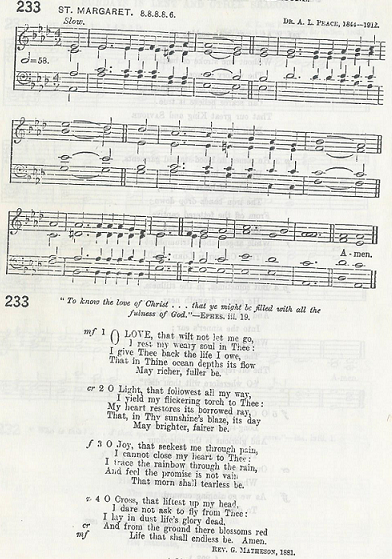 233 ST. MARGARET. 8.8.8.8.6.
Slow. DR. A. L. PEACE, 1844—1912.
=58.
A - men.
233
"To know the love of Christ . . . that ye might be filled with all the
fulness of God."—EPHES. iii. 19.
mf 1 O LOVE, that wilt not let me go,
I rest my weary soul in Thee:
I give Thee back the life I owe,
That in Thine ocean depths its flow
May richer, fuller be.
cr 2 O Light, that followest all my way,
I yield my flickering torch to Thee:
My heart restores its borrowed ray,
That, in Thy sunshine's blaze, its day
May brighter, fairer be.
f 3 O Joy, that seekest me through pain,
I cannot close my heart to Thee:
I trace the rainbow through the rain,
And feel the promise is not vain
That morn shall tearless be.
4 O Cross, that liftest up my head,
I dare not ask to fly from Thee:
I lay in dust life's glory dead,
cr And from the ground there blossoms red
mf Life that shall endless be. Amen.
REV. G. MATHESON, 1881.